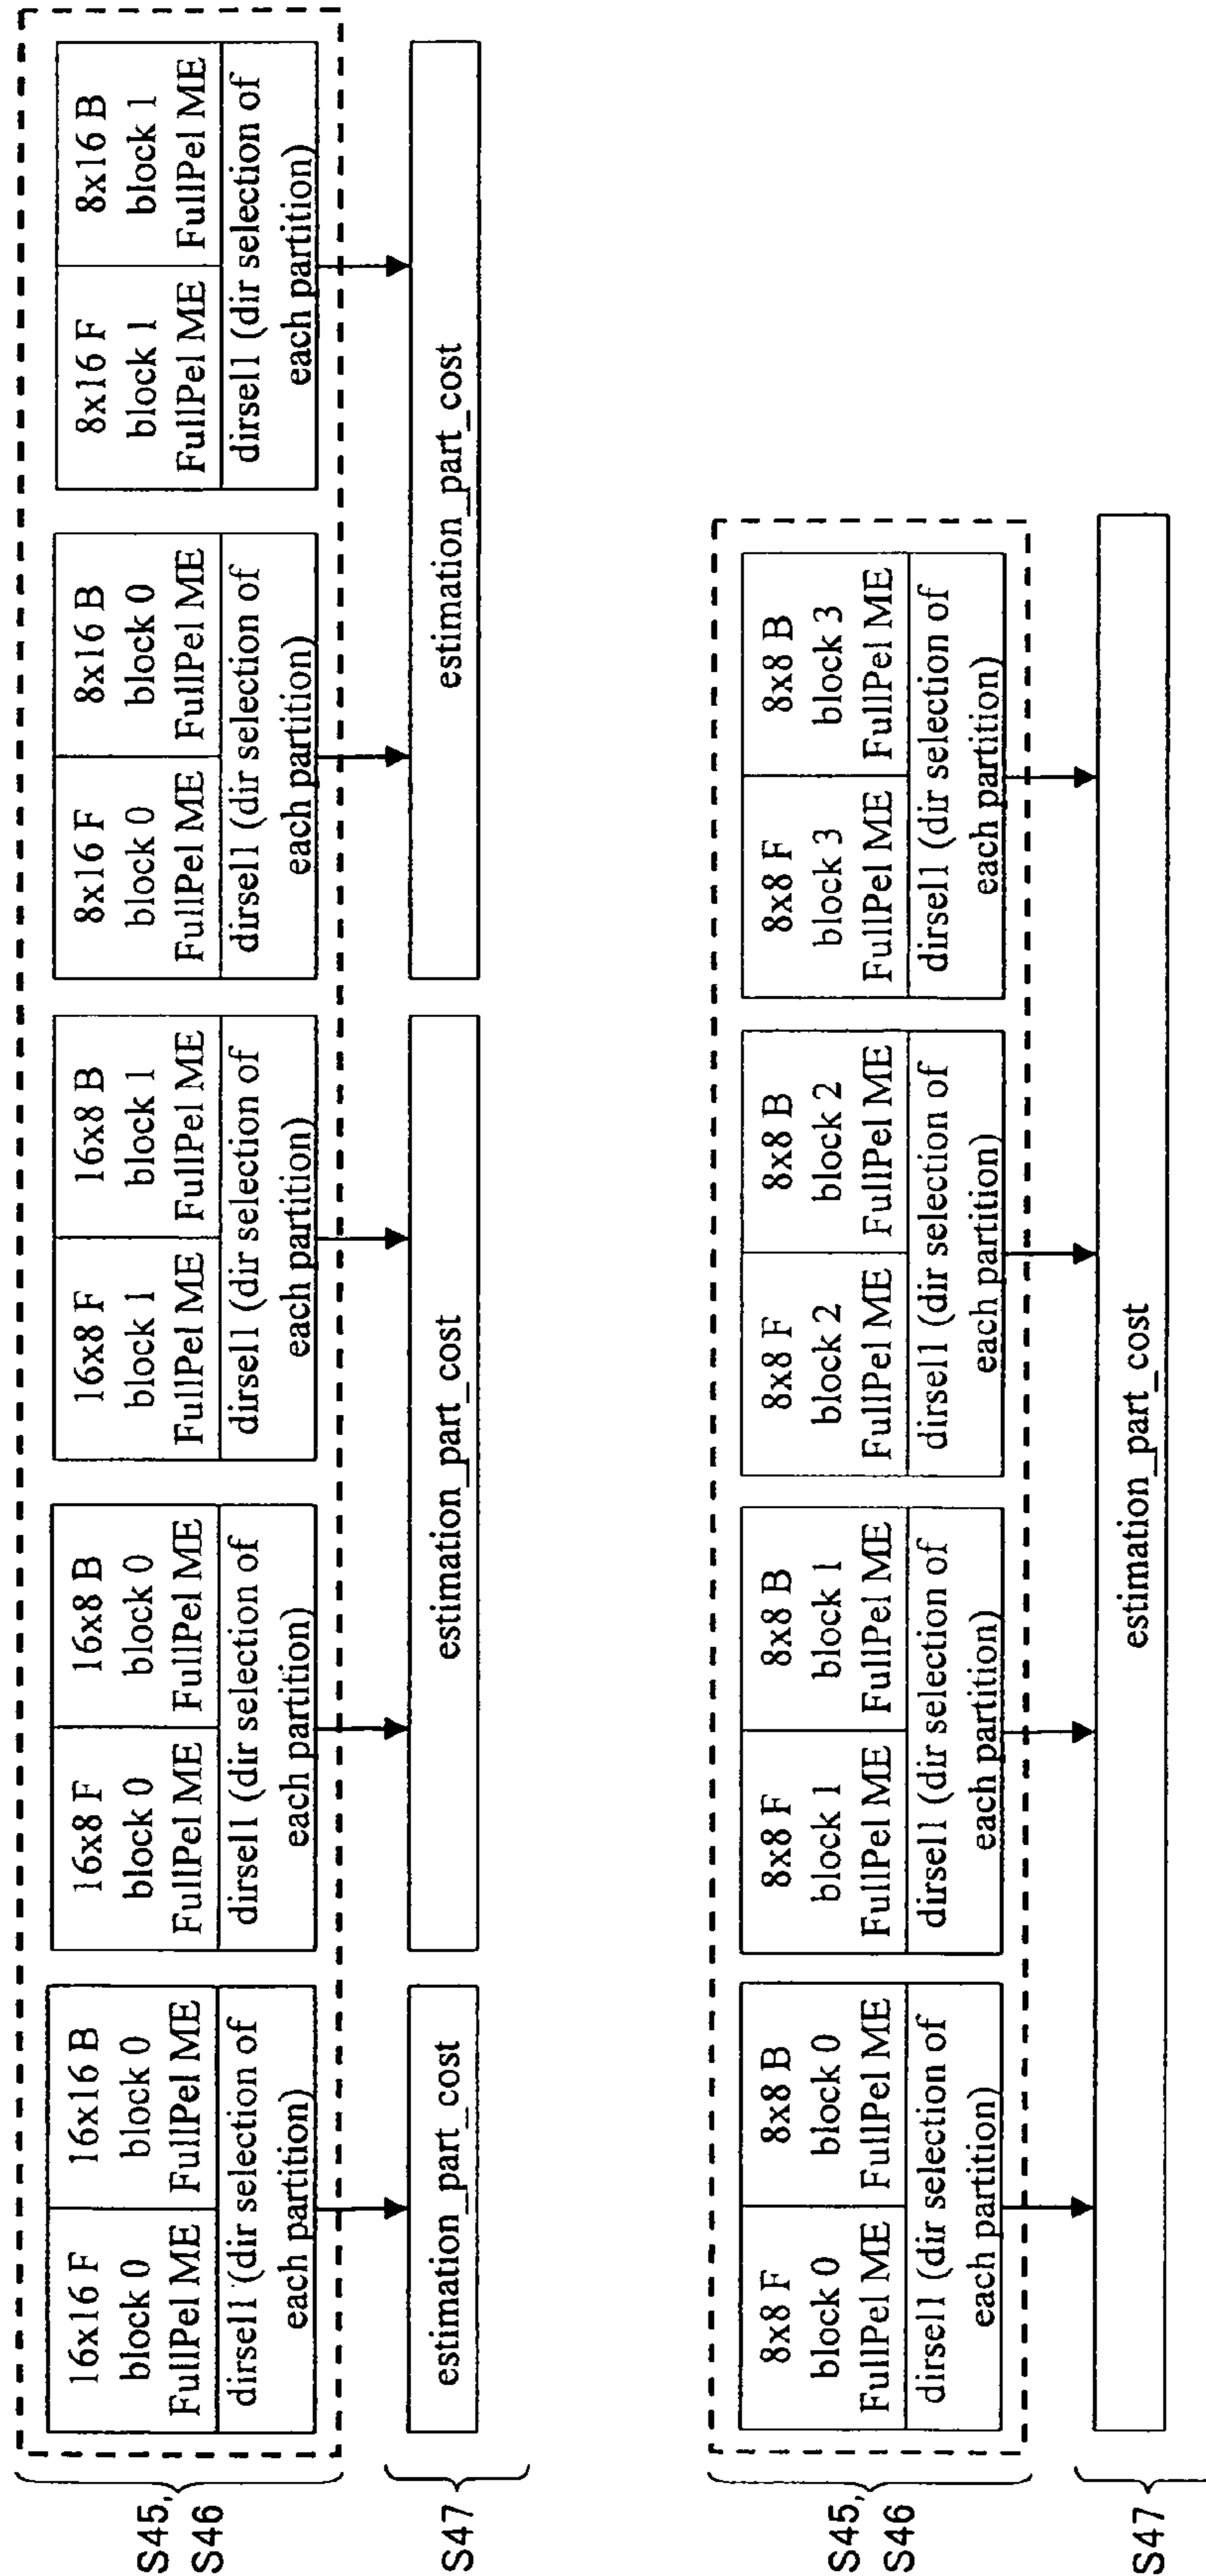 S45,
S46
16x16 F
block 0
FullPel ME
16x16 B
block 0
FullPel ME
dirsel1 (dir selection of
each partition)
16x8 F
block 0
FullPel ME
16x8 B
block 0
FullPel ME
dirsel1 (dir selection of
each partition)
16x8 F
block 1
FullPel ME
16x8 B
block 1
FullPel ME
dirsel1 (dir selection of
each partition)
8x16 F
block 0
FullPel ME
8x16 B
block 0
FullPel ME
dirsel1 (dir selection of
each partition)
8x16 F
block 1
FullPel ME
8x16 B
block 1
FullPel ME
dirsel1 (dir selection of
each partition)
S47
estimation_part_cost
estimation_part_cost
estimation_part_cost
S45,
S46
8x8 F
block 0
FullPel ME
8x8 B
block 0
FullPel ME
dirsel1 (dir selection of
each partition)
8x8 F
block 1
FullPel ME
8x8 B
block 1
FullPel ME
dirsel1 (dir selection of
each partition)
8x8 F
block 2
FullPel ME
8x8 B
block 2
FullPel ME
dirsel1 (dir selection of
each partition)
8x8 F
block 3
FullPel ME
8x8 B
block 3
FullPel ME
dirsel1 (dir selection of
each partition)
S47
estimation_part_cost